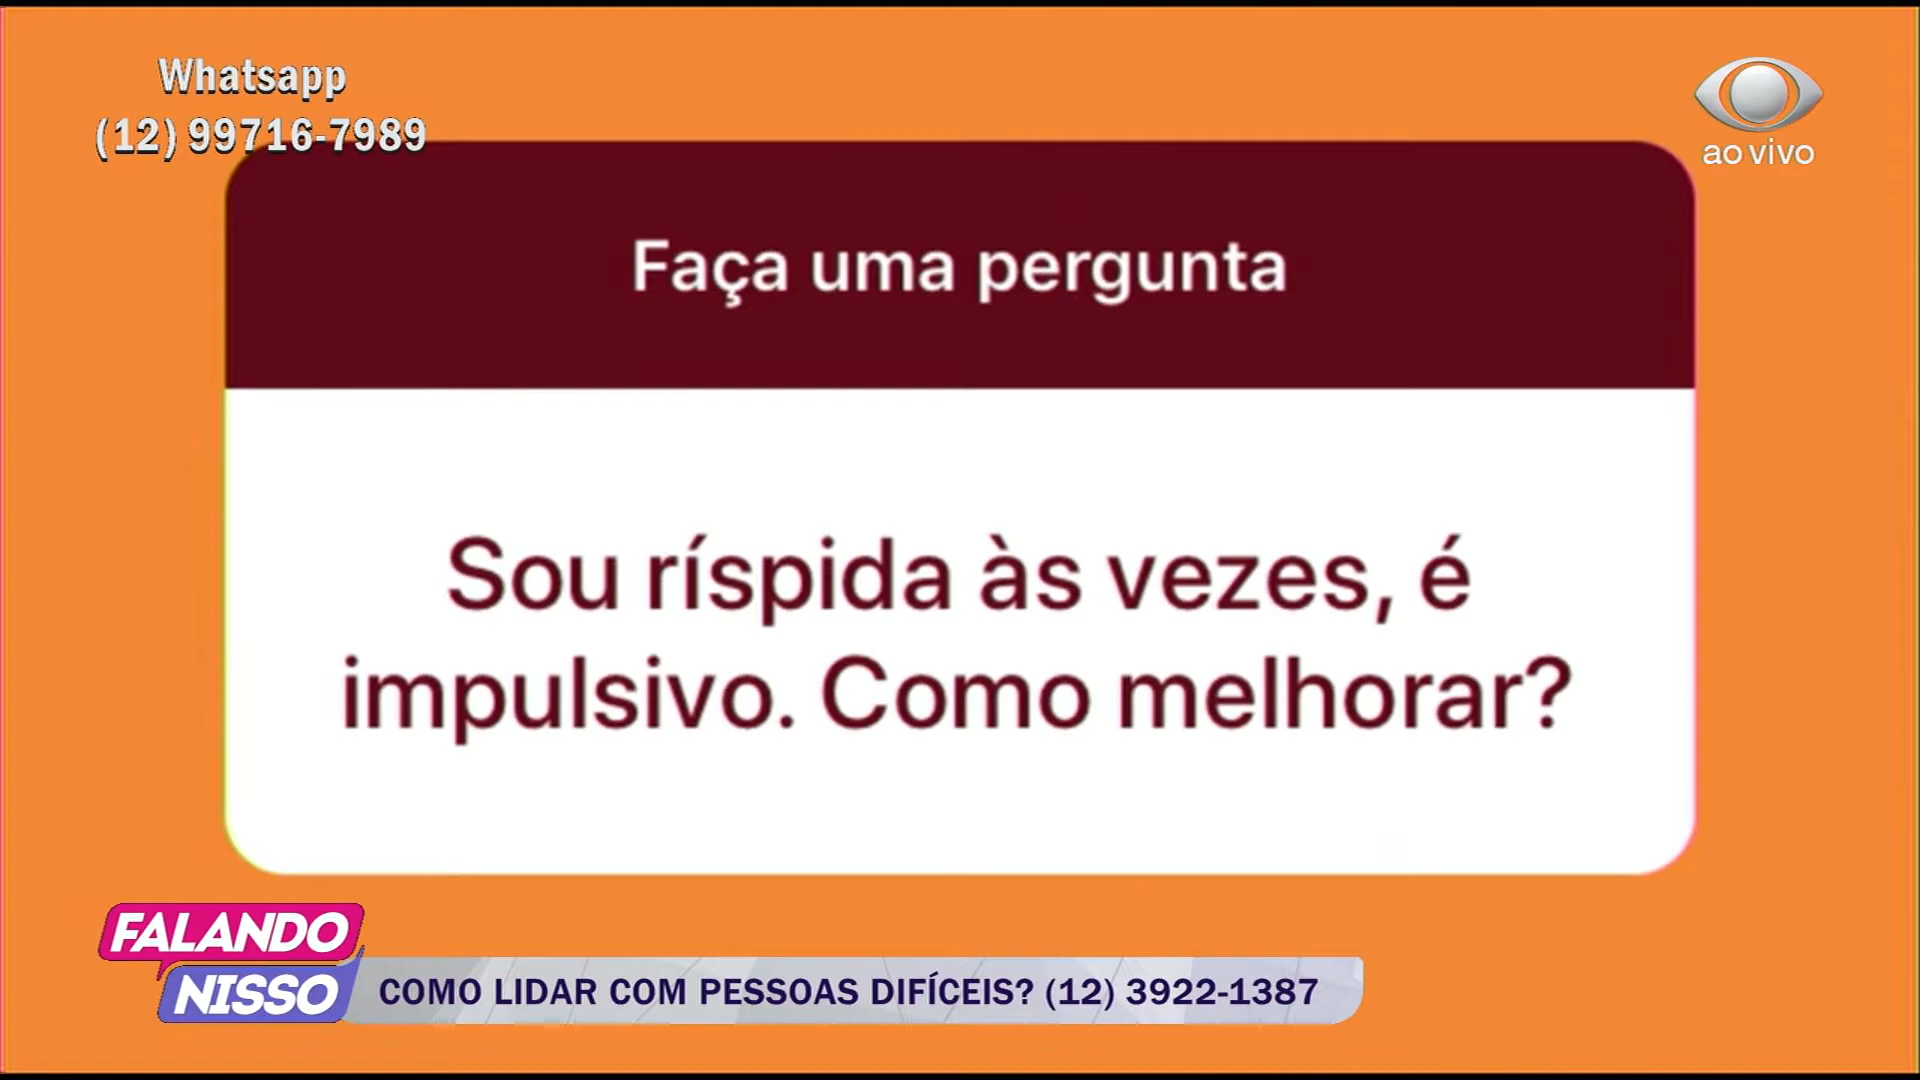 Whatsapp
(12) 99716-7989
ao vivo
Faça uma pergunta
Sou ríspida às vezes, é
impulsivo. Como melhorar?
FALANDO
NISSO
COMO LIDAR COM PESSOAS DIFÍCEIS? (12) 3922-1387